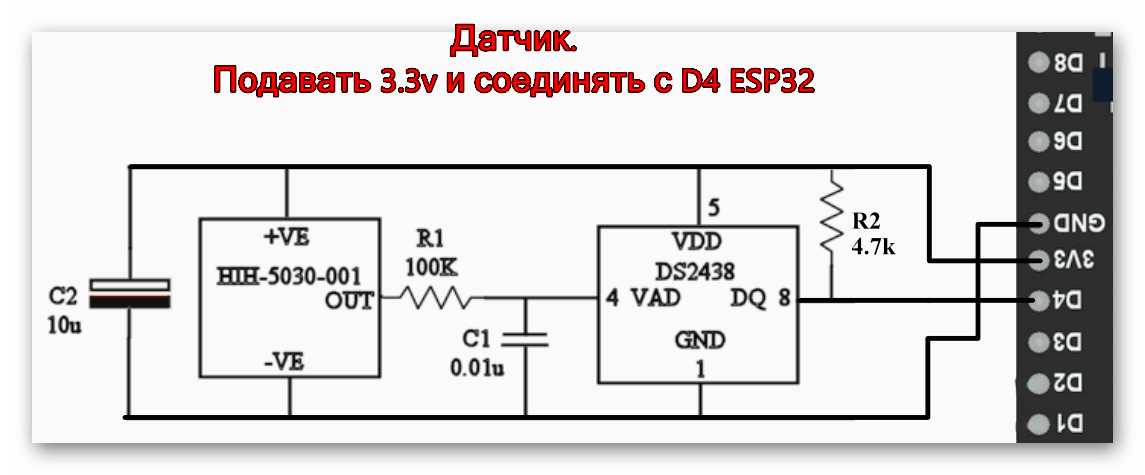 Датчик.
Подавать 3.3v и соединять с D4 ESP32
D8
D7
D6
D5
GND
3V3
D4
D3
D2
D1
5
+VE
VDD
R2
4.7k
R1
100K
HIH-5030-001
DS2438
OUT
4 VAD DQ 8
C2
10u
C1
0.01u
GND
1
-VE